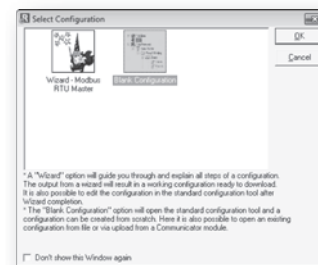 Select Configuration
OK
Cancel
Wizard - Modbus
RTU Master
Blank Configuration
* A "Wizard" option will guide you through and explain all steps of a configuration.
The output from a wizard will result in a working configuration ready to download.
It is also possible to edit the configuration in the standard configuration tool after
Wizard completion.
* The "Blank Configuration" option will open the standard configuration tool and a
configuration can be created from scratch. Here it is also possible to open an existing
configuration from file or via upload from a Communicator module.
Don't show this Window again